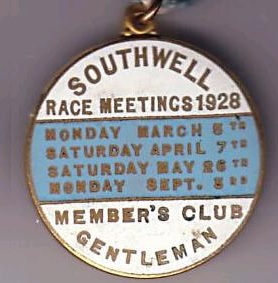 SOUTHWELL
RACE MEETINGS 1928
MONDAY MARCH 5TH
SATURDAY APRIL 7TH
SATURDAY MAY 26TH
MONDAY SEPT. 3RD
MEMBER'S CLUB
GENTLEMAN